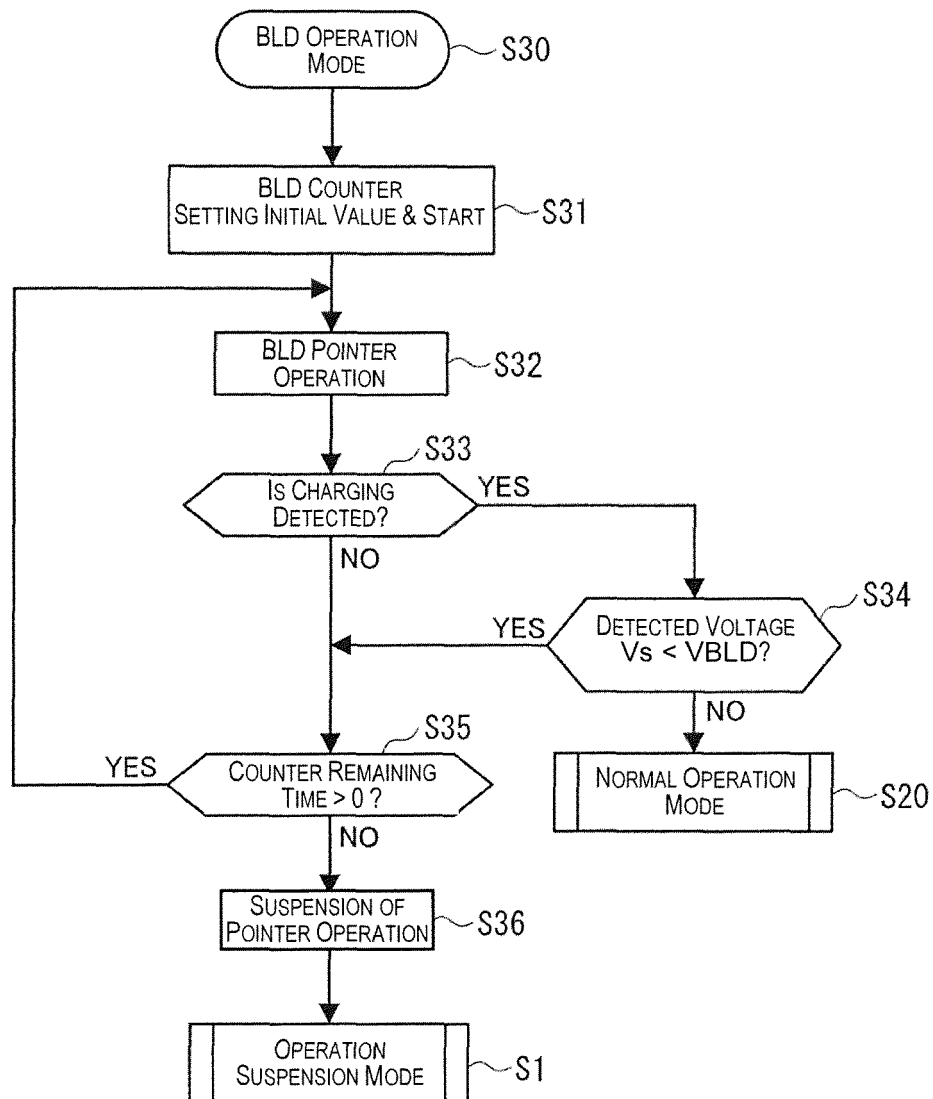 BLD OPERATION
MODE
S30
BLD COUNTER
SETTING INITIAL VALUE & START
S31
BLD POINTER
OPERATION
S32
S33
IS CHARGING
DETECTED?
YES
NO
S34
DETECTED VOLTAGE
Vs < VBLD?
YES
NO
S35
COUNTER REMAINING
TIME > 0 ?
YES
NO
NORMAL OPERATION
MODE
S20
SUSPENSION OF
POINTER OPERATION
S36
OPERATION
SUSPENSION MODE
S1